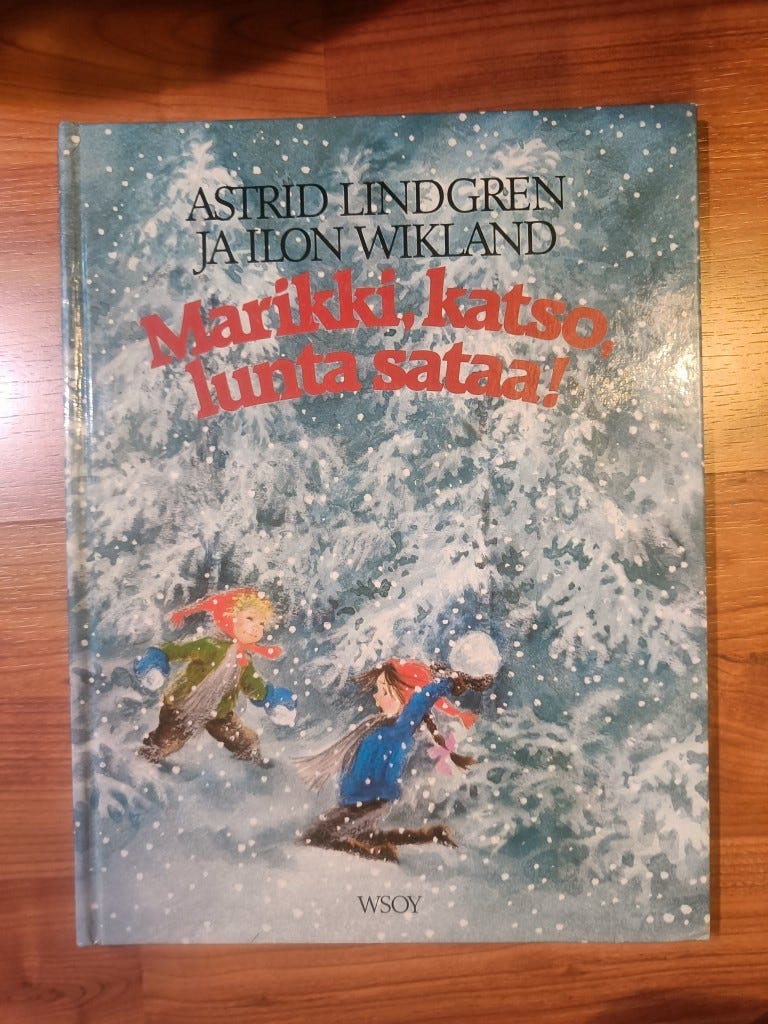 ASTRID LINDGREN
JA ILON WIKLAND
Marikki, katso,
lunta sataa!
WSOY